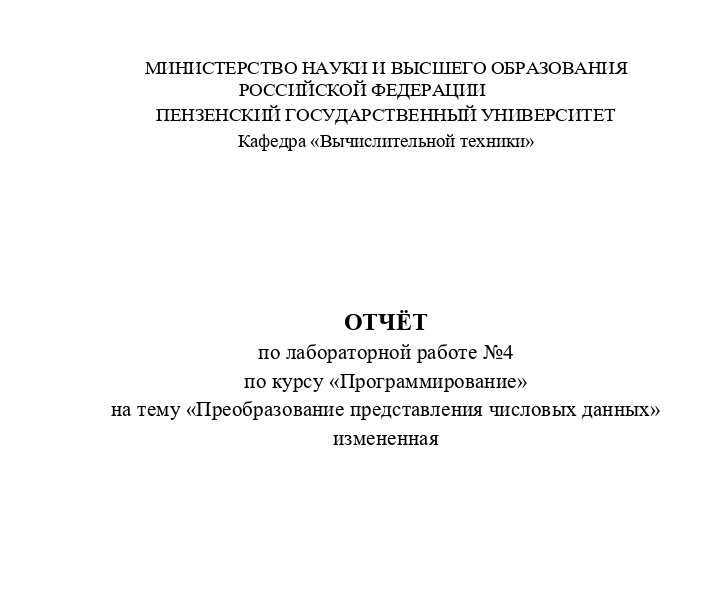 МИНИСТЕРСТВО НАУКИ И ВЫСШЕГО ОБРАЗОВАНИЯ
РОССИЙСКОЙ ФЕДЕРАЦИИ
ПЕНЗЕНСКИЙ ГОСУДАРСТВЕННЫЙ УНИВЕРСИТЕТ
Кафедра «Вычислительной техники»
ОТЧЁТ
по лабораторной работе №4
по курсу «Программирование»
на тему «Преобразование представления числовых данных»
измененная